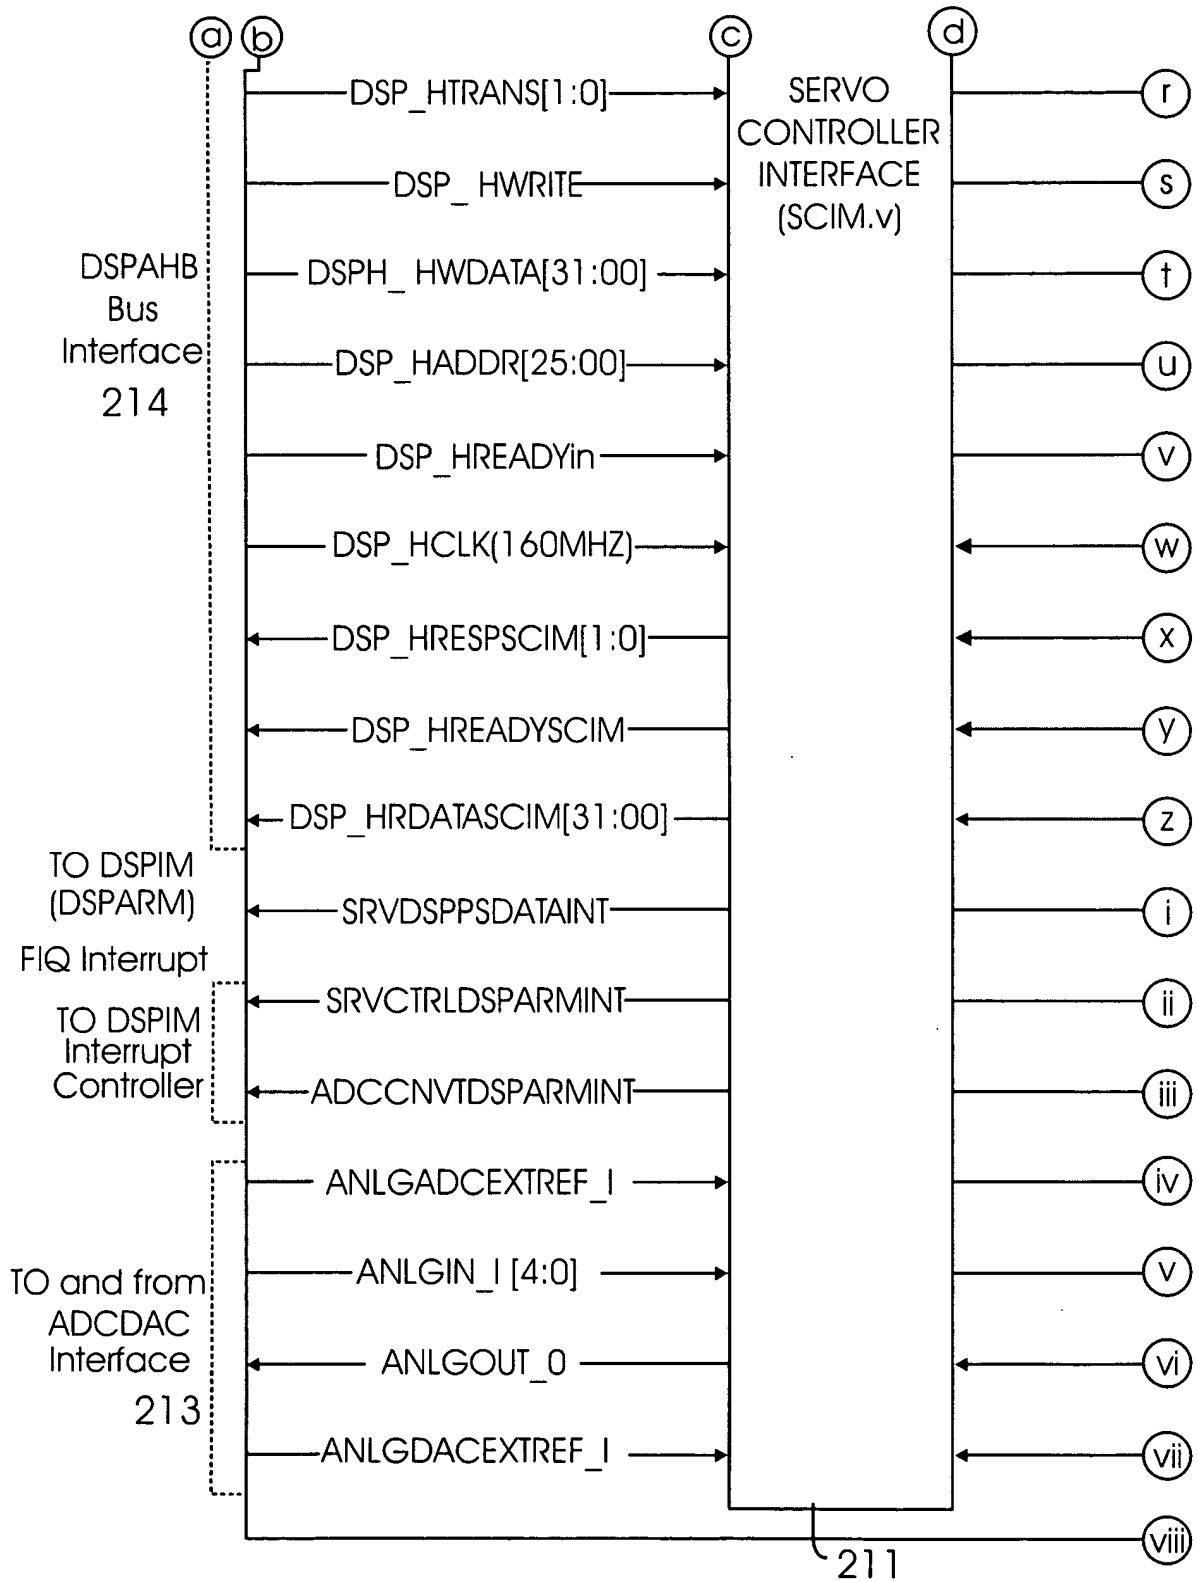 a b c d
DSP_HTRANS[1:0]
SERVO
CONTROLLER
INTERFACE
(SCIM.v)
r
DSP_ HWRITE
s
DSPAHB
Bus
Interface
214
DSPH_ HWDATA[31:00]
t
DSP_HADDR[25:00]
u
DSP_HREADYin
v
DSP_HCLK(160MHZ)
w
DSP_HRESPSCIM[1:0]
x
DSP_HREADYSCIM
y
DSP_HRDATASCIM[31:00]
z
TO DSPIM
(DSPARM)
FIQ Interrupt
SRVDSPPSDATAINT
i
TO DSPIM
Interrupt
Controller
SRVCTRLDSPARMINT
ii
ADCCNVTDSPARMINT
iii
TO and from
ADCDAC
Interface
213
ANLGADCEXTREF_I
iv
ANLGIN_I [4:0]
v
ANLGOUT_0
vi
ANLGDACEXTREF_I
vii
viii
211